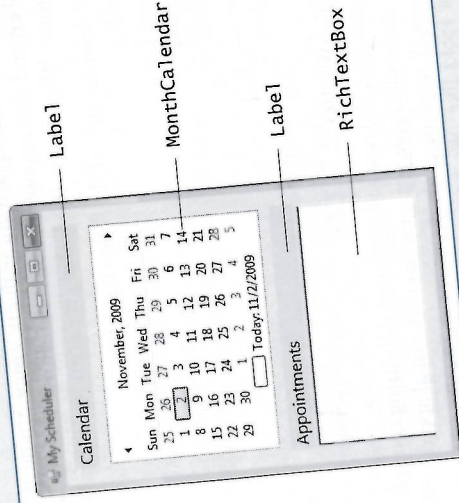 My Scheduler
Calendar
November, 2009
Sun Mon Tue Wed Thu Fri Sat
25 26 27 28 29 30 31
1 2 3 4 5 6 7
8 9 10 11 12 13 14
15 16 17 18 19 20 21
22 23 24 25 26 27 28
29 30 1 2 3 4 5
Today: 11/2/2009
Appointments
Label
MonthCalendar
Label
RichTextBox